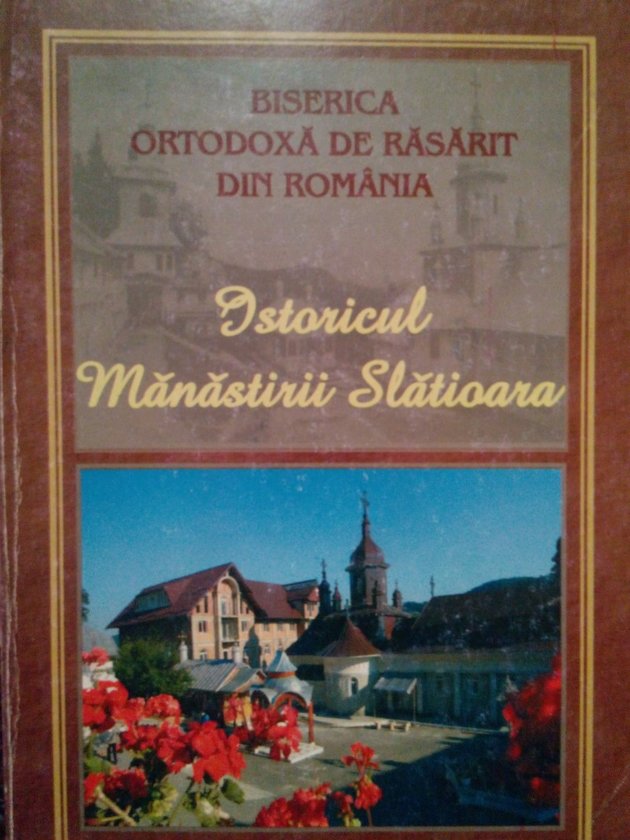 BISERICA
ORTODOXĂ DE RĂSĂRIT
DIN ROMÂNIA
Istoricul
Mănăstirii Slătioara